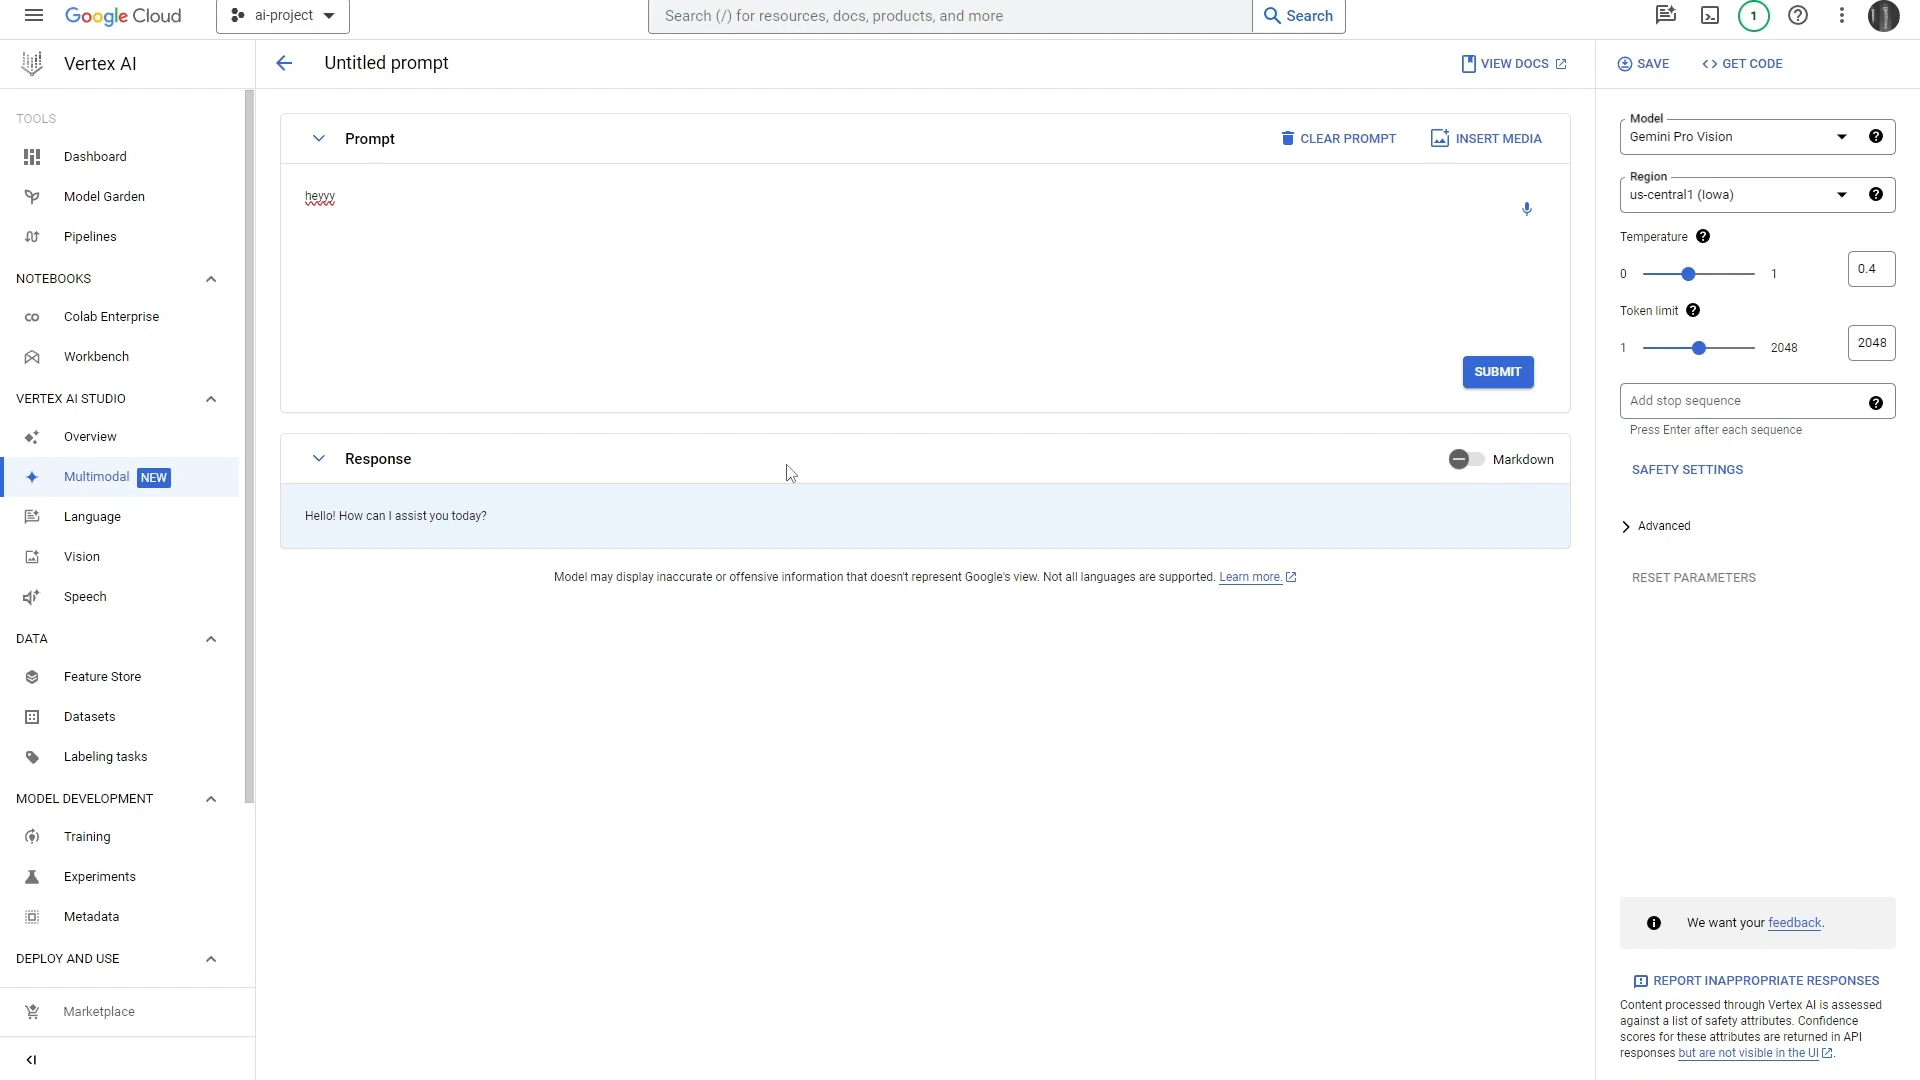 Google Cloud
ai-project
Search (/) for resources, docs, products, and more
Search
1
Vertex AI
Untitled prompt
VIEW DOCS
SAVE
GET CODE
TOOLS
Dashboard
Model Garden
Pipelines
NOTEBOOKS
Colab Enterprise
Workbench
VERTEX AI STUDIO
Overview
Multimodal NEW
Language
Vision
Speech
DATA
Feature Store
Datasets
Labeling tasks
MODEL DEVELOPMENT
Training
Experiments
Metadata
DEPLOY AND USE
Marketplace
Prompt
CLEAR PROMPT
INSERT MEDIA
heyyy
SUBMIT
Response
Markdown
Hello! How can I assist you today?
Model may display inaccurate or offensive information that doesn't represent Google's view. Not all languages are supported. Learn more.
Model
Gemini Pro Vision
Region
us-central1 (Iowa)
Temperature
0 1 0.4
Token limit
1 2048 2048
Add stop sequence
Press Enter after each sequence
SAFETY SETTINGS
Advanced
RESET PARAMETERS
We want your feedback.
REPORT INAPPROPRIATE RESPONSES
Content processed through Vertex AI is assessed
against a list of safety attributes. Confidence
scores for these attributes are returned in API
responses but are not visible in the UI.